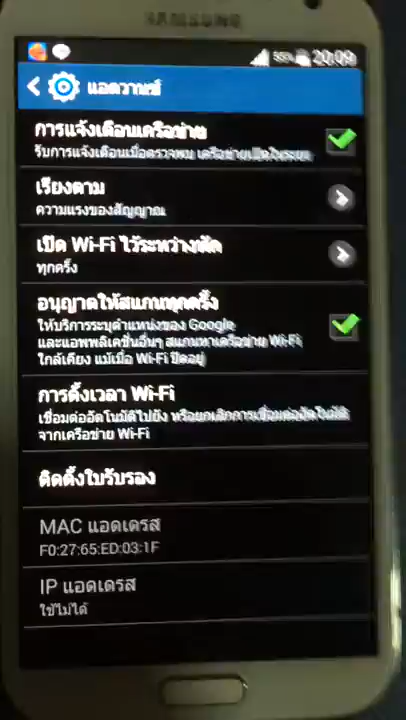 SAMSUNG
55% 20:09
แอดวานซ์
การแจ้งเตือนเครือข่าย
รับการแจ้งเตือนเมื่อตรวจพบ เครือข่ายเปิดในระยะ
เรียงตาม
ความแรงของสัญญาณ
เปิด Wi-Fi ไว้ระหว่างพัก
ทุกครั้ง
อนุญาตให้สแกนทุกครั้ง
ให้บริการระบุตำแหน่งของ Google
และแอพพลิเคชั่นอื่นๆ สแกนหาเครือข่าย Wi-Fi
ใกล้เคียง แม้เมื่อ Wi-Fi ปิดอยู่
การตั้งเวลา Wi-Fi
เชื่อมต่ออัตโนมัติไปยัง หรือยกเลิกการเชื่อมต่ออัตโนมัติ
จากเครือข่าย Wi-Fi
ติดตั้งใบรับรอง
MAC แอดเดรส
F0:27:65:ED:03:1F
IP แอดเดรส
ใช้ไม่ได้